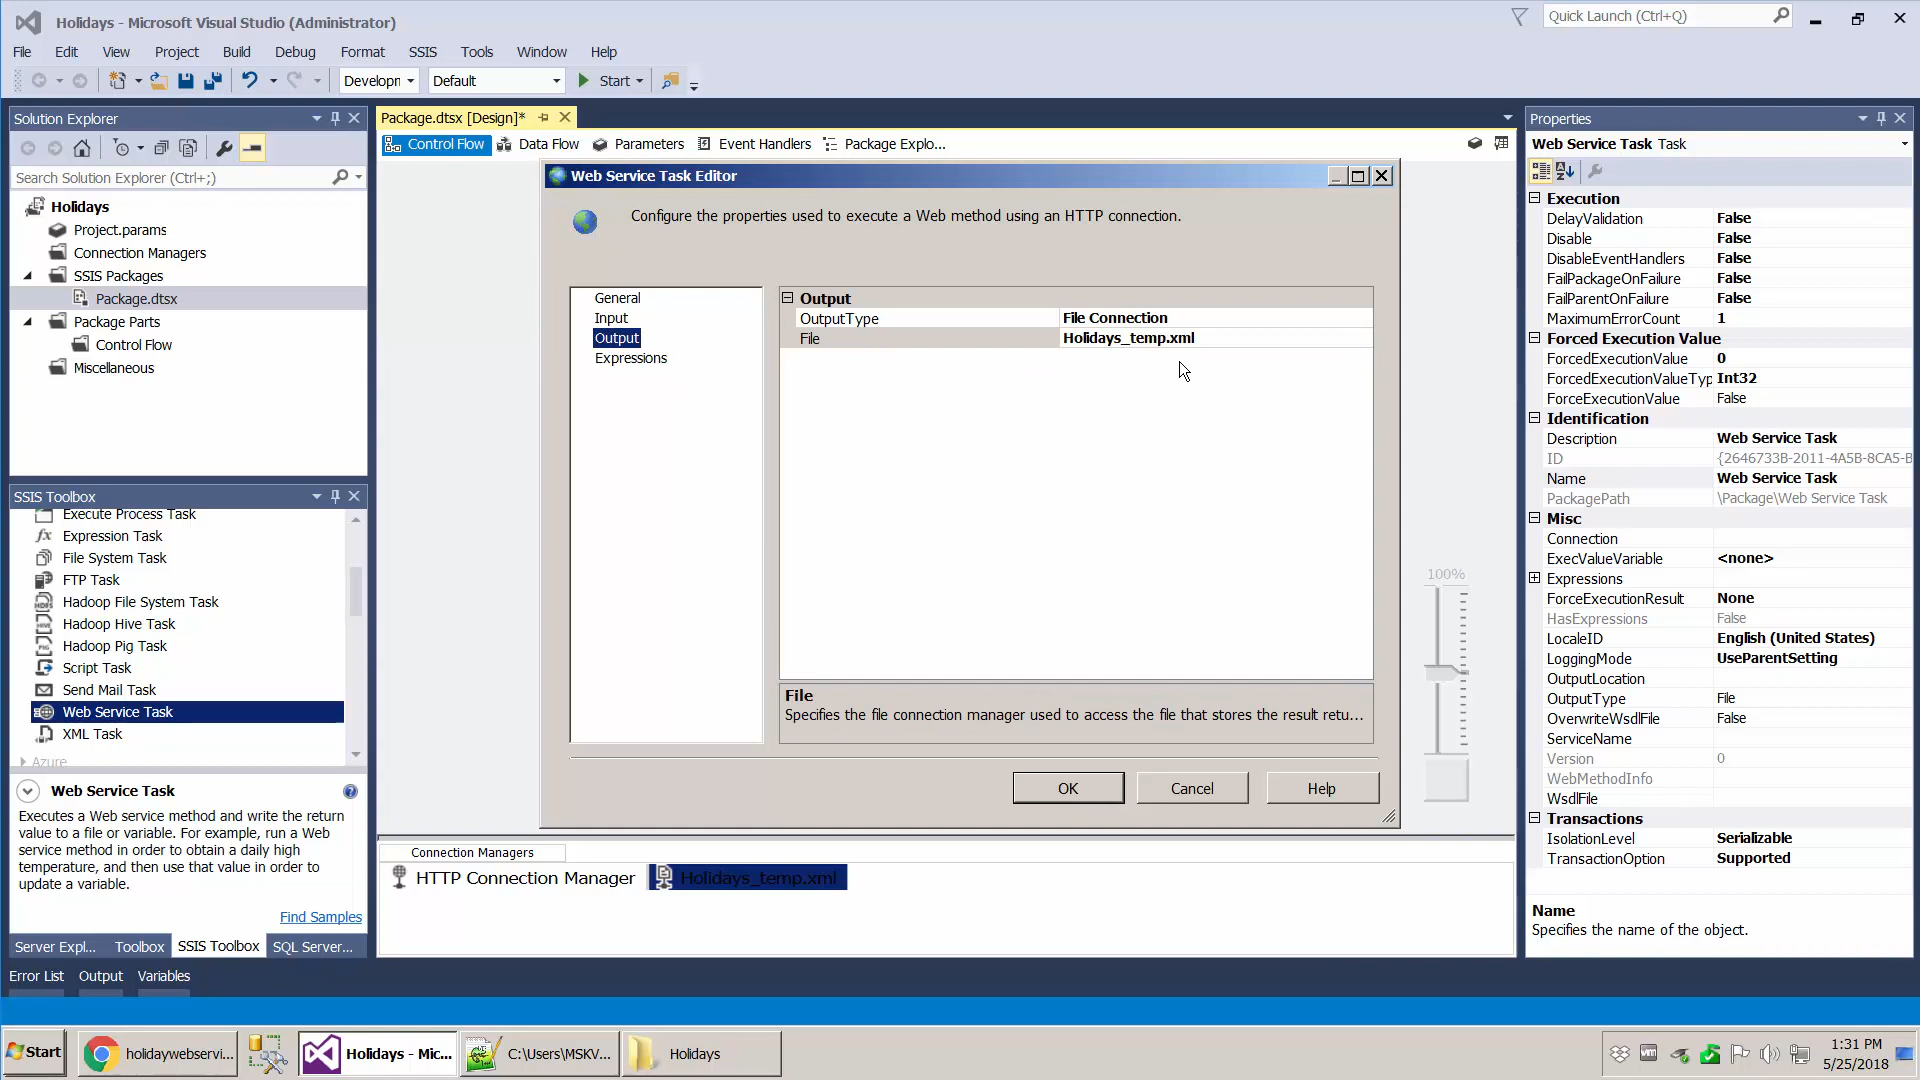 Holidays - Microsoft Visual Studio (Administrator)
Quick Launch (Ctrl+Q)
File Edit View Project Build Debug Format SSIS Tools Window Help
Developn Default Start
Solution Explorer
Search Solution Explorer (Ctrl+;)
Holidays
Project.params
Connection Managers
SSIS Packages
Package.dtsx
Package Parts
Control Flow
Miscellaneous
SSIS Toolbox
Execute Process Task
Expression Task
File System Task
FTP Task
Hadoop File System Task
Hadoop Hive Task
Hadoop Pig Task
Script Task
Send Mail Task
Web Service Task
XML Task
Azure
Web Service Task
Executes a Web service method and write the return
value to a file or variable. For example, run a Web
service method in order to obtain a daily high
temperature, and then use that value in order to
update a variable.
Find Samples
Server Expl... Toolbox SSIS Toolbox SQL Server...
Error List Output Variables
Package.dtsx [Design]*
Control Flow Data Flow Parameters Event Handlers Package Explo...
Web Service Task Editor
Configure the properties used to execute a Web method using an HTTP connection.
General
Input
Output
Expressions
Output
OutputType File Connection
File Holidays_temp.xml
File
Specifies the file connection manager used to access the file that stores the result retu...
OK Cancel Help
100%
Connection Managers
HTTP Connection Manager Holidays_temp.xml
Properties
Web Service Task Task
Execution
DelayValidation False
Disable False
DisableEventHandlers False
FailPackageOnFailure False
FailParentOnFailure False
MaximumErrorCount 1
Forced Execution Value
ForcedExecutionValue 0
ForcedExecutionValueTyp Int32
ForceExecutionValue False
Identification
Description Web Service Task
ID {2646733B-2011-4A5B-8CA5-B
Name Web Service Task
PackagePath \Package\Web Service Task
Misc
Connection
ExecValueVariable <none>
Expressions
ForceExecutionResult None
HasExpressions False
LocaleID English (United States)
LoggingMode UseParentSetting
OutputLocation
OutputType File
OverwriteWsdlFile False
ServiceName
Version 0
WebMethodInfo
WsdlFile
Transactions
IsolationLevel Serializable
TransactionOption Supported
Name
Specifies the name of the object.
Start holidaywebservi... Holidays - Mic... C:\Users\MSKV... Holidays
1:31 PM
5/25/2018